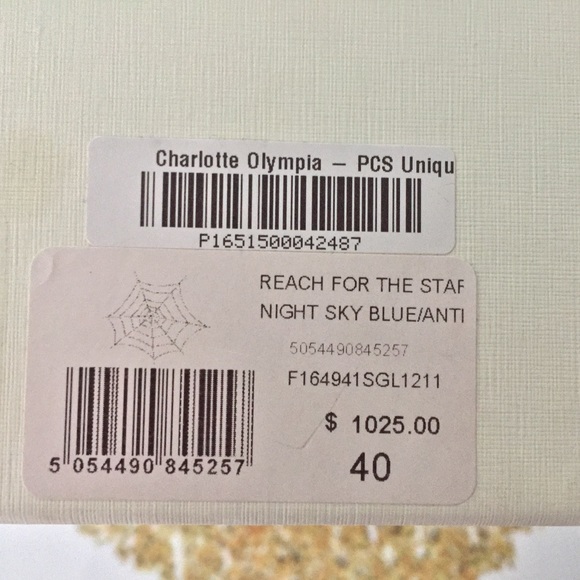 Charlotte Olympia – PCS Uniqu
P1651500042487
REACH FOR THE STAR
NIGHT SKY BLUE/ANTI
5054490845257
F164941SGL1211
$ 1025.00
40
5 054490 845257